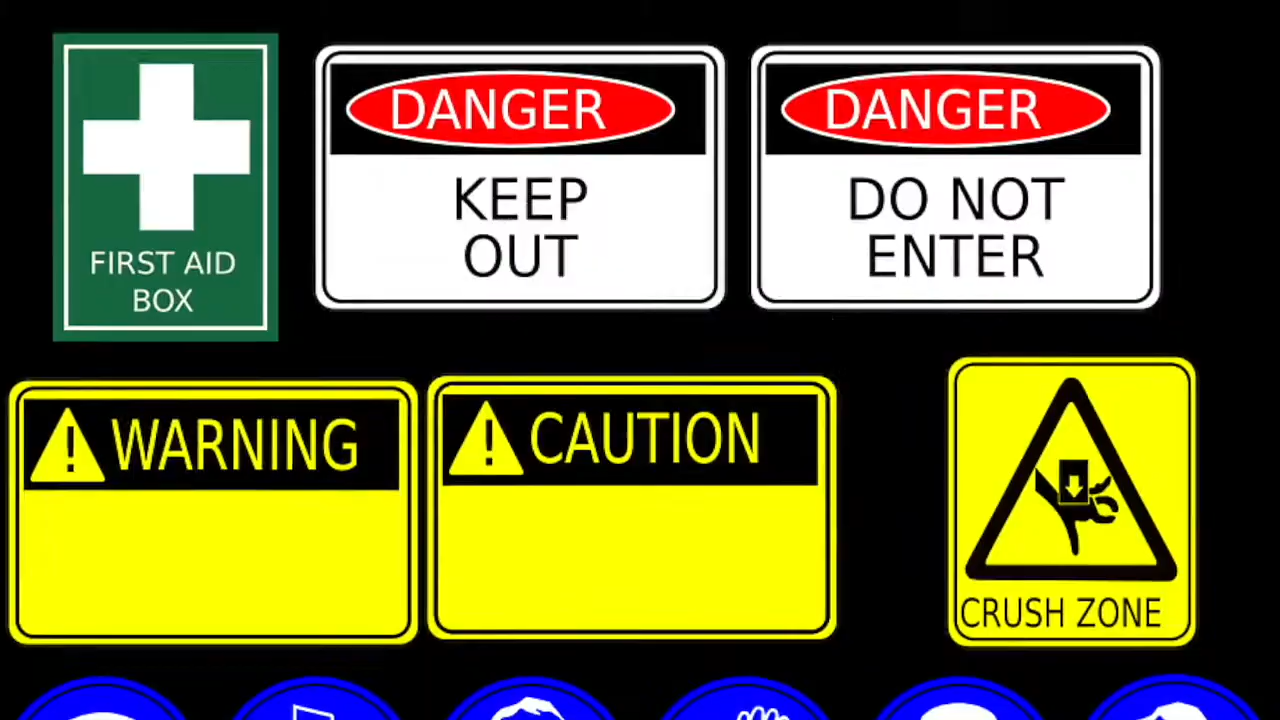 FIRST AID
BOX
DANGER
KEEP
OUT
DANGER
DO NOT
ENTER
! WARNING
! CAUTION
CRUSH ZONE